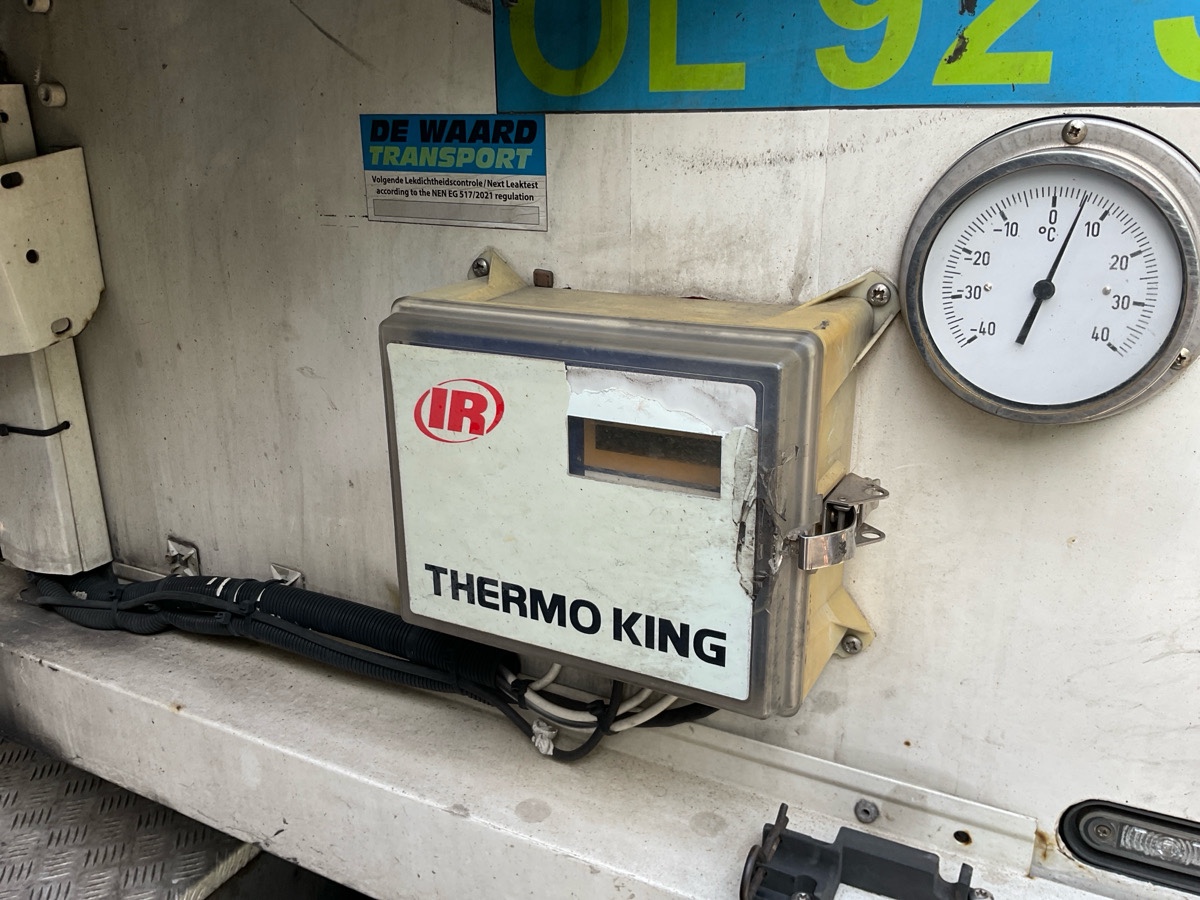 OL 92
DE WAARD
TRANSPORT
Volgende Lekdichtheidscontrole/Next Leaktest
according to the NEN EG 517/2021 regulation
IR
THERMO KING
0
°C
-10
10
-20
20
-30
30
-40
40